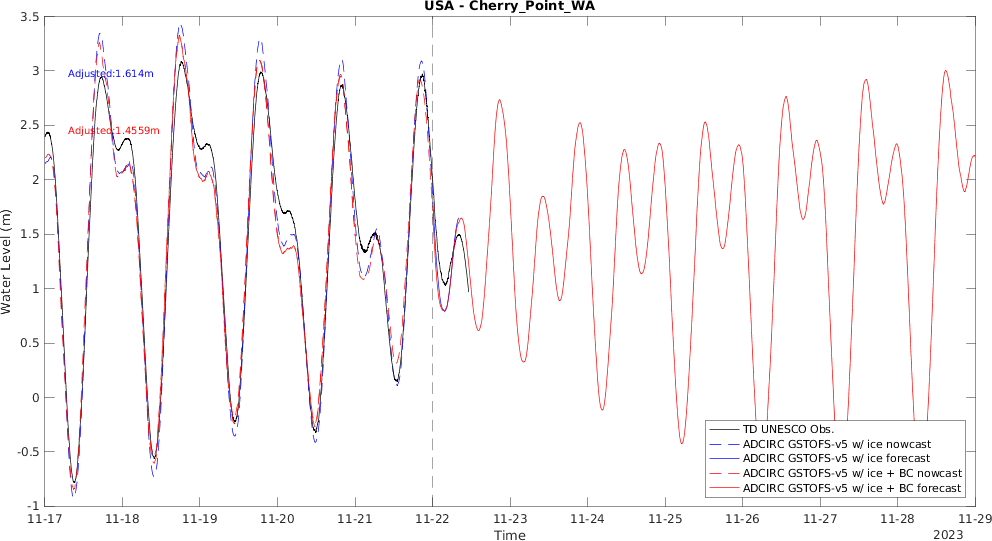 USA - Cherry_Point_WA
3.5
3
2.5
2
1.5
1
0.5
0
-0.5
-1
Water Level (m)
Adjusted:1.614m
Adjusted:1.4559m
TD UNESCO Obs.
ADCIRC GSTOFS-v5 w/ ice nowcast
ADCIRC GSTOFS-v5 w/ ice forecast
ADCIRC GSTOFS-v5 w/ ice + BC nowcast
ADCIRC GSTOFS-v5 w/ ice + BC forecast
11-17 11-18 11-19 11-20 11-21 11-22 11-23 11-24 11-25 11-26 11-27 11-28 11-29
Time
2023